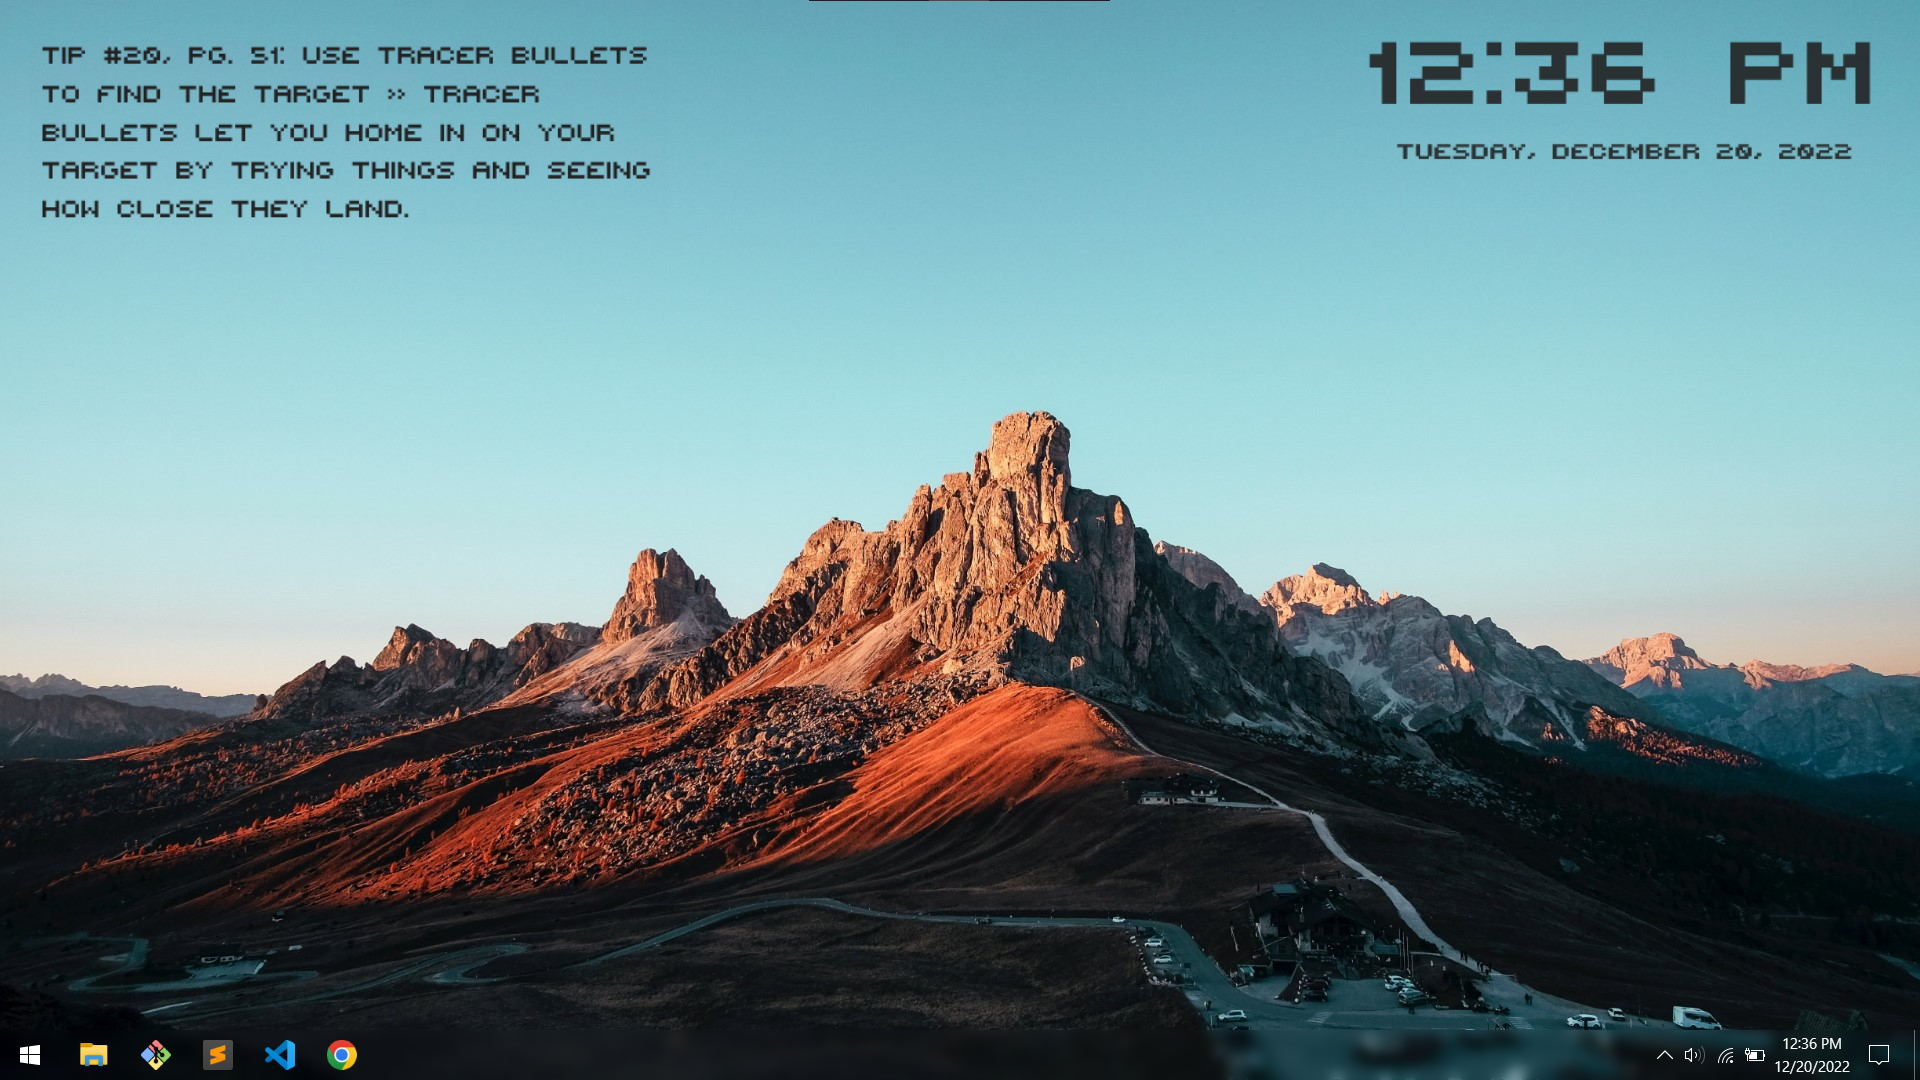 TIP #20, PG. 51: USE TRACER BULLETS
TO FIND THE TARGET » TRACER
BULLETS LET YOU HOME IN ON YOUR
TARGET BY TRYING THINGS AND SEEING
HOW CLOSE THEY LAND.
12:36 PM
TUESDAY, DECEMBER 20, 2022
12:36 PM
12/20/2022